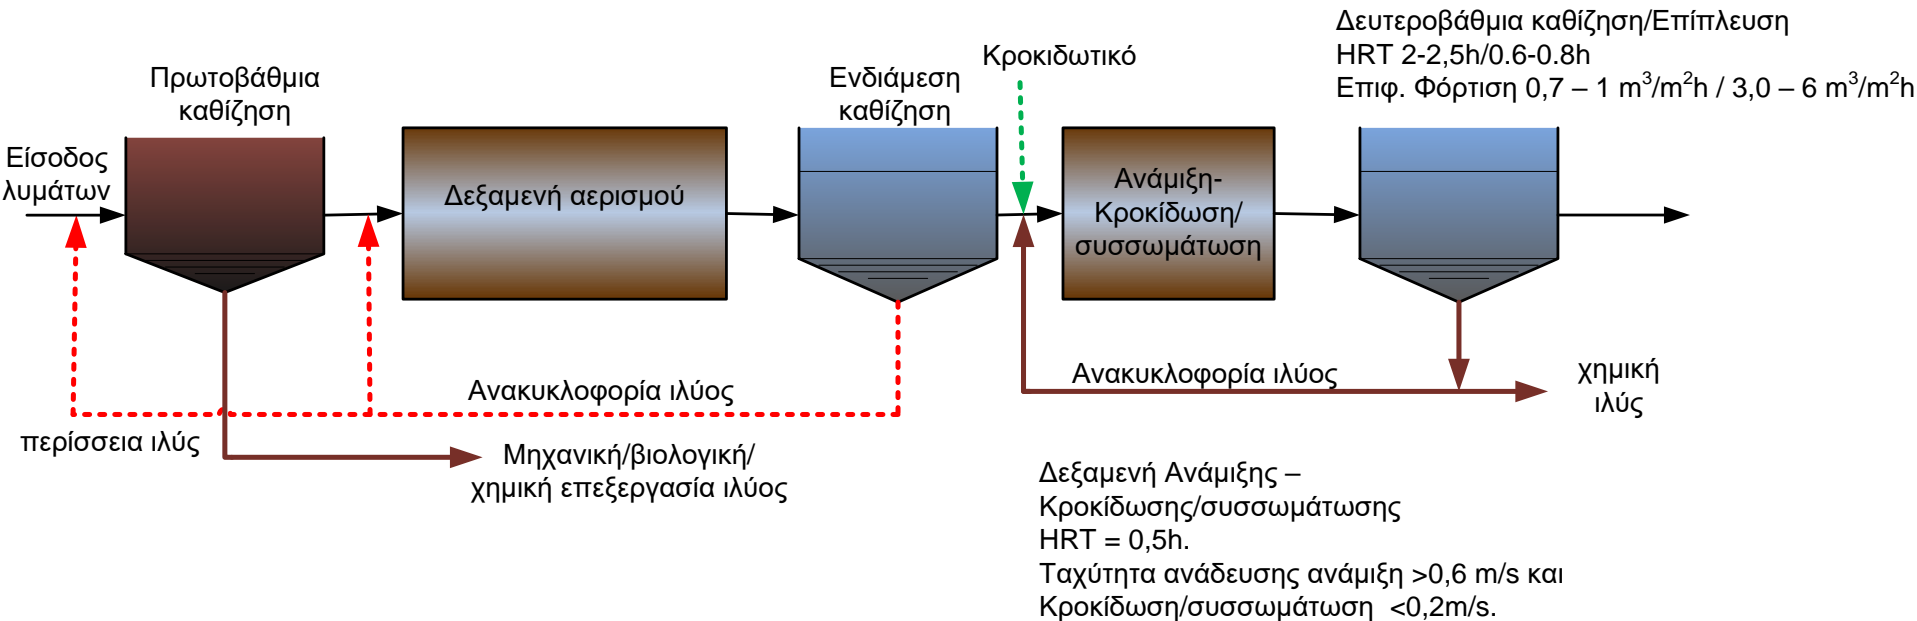 Δευτεροβάθμια καθίζηση/Επίπλευση
HRT 2-2,5h/0.6-0.8h
Επιφ. Φόρτιση 0,7 – 1 m³/m²h / 3,0 – 6 m³/m²h
Κροκιδωτικό
Πρωτοβάθμια
καθίζηση
Ενδιάμεση
καθίζηση
Είσοδος
λυμάτων
Δεξαμενή αερισμού
Ανάμιξη-
Κροκίδωση/
συσσωμάτωση
Ανακυκλοφορία ιλύος
Ανακυκλοφορία ιλύος
χημική
ιλύς
περίσσεια ιλύς
Μηχανική/βιολογική/
χημική επεξεργασία ιλύος
Δεξαμενή Ανάμιξης –
Κροκίδωσης/συσσωμάτωσης
HRT = 0,5h.
Ταχύτητα ανάδευσης ανάμιξη >0,6 m/s και
Κροκίδωση/συσσωμάτωση <0,2m/s.